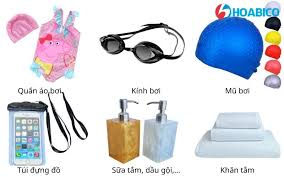 HOABICO
Quần áo bơi
Kính bơi
Mũ bơi
Túi đựng đồ
Sữa tắm, dầu gội,...
Khăn tắm